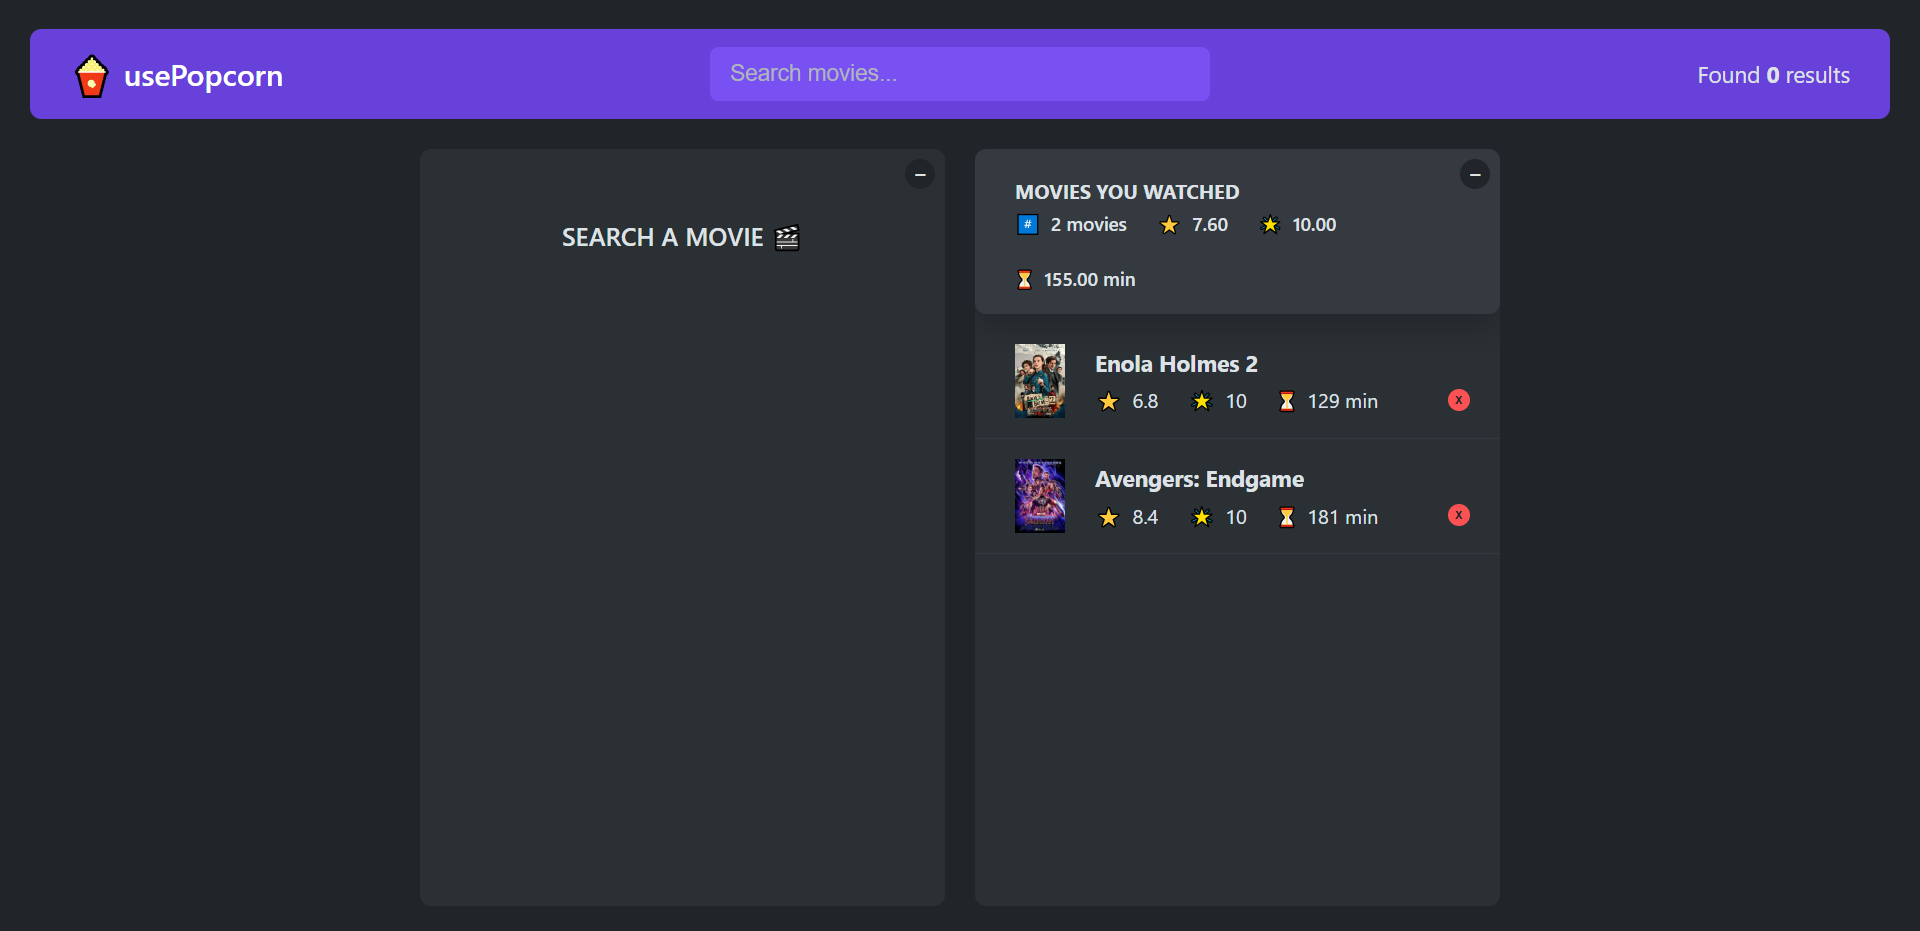 usePopcorn
Search movies...
Found 0 results
SEARCH A MOVIE
MOVIES YOU WATCHED
# 2 movies 7.60 10.00
155.00 min
Enola Holmes 2
6.8 10 129 min X
Avengers: Endgame
8.4 10 181 min X